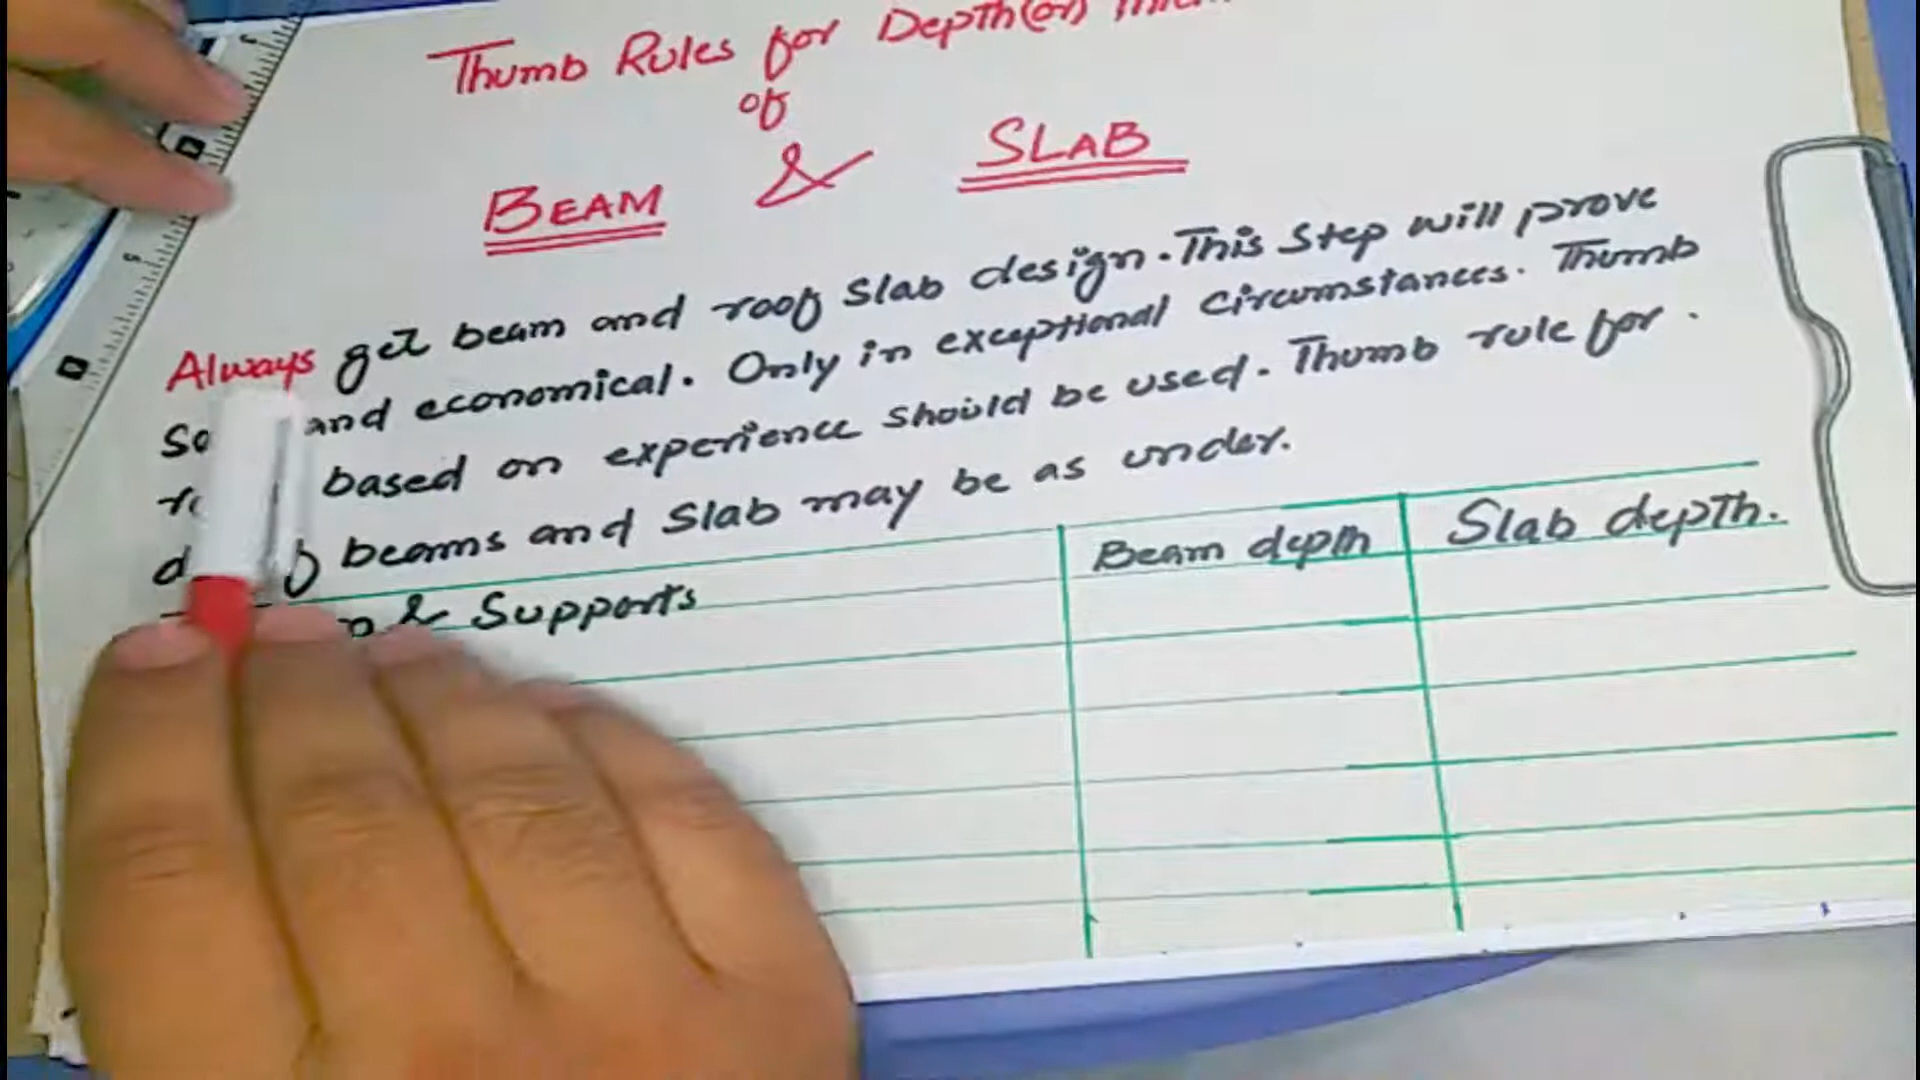 Thumb Rules for Depth(or)
of
BEAM & SLAB
Always get beam and roof slab design. This Step will prove
and economical. Only in exceptional circumstances. Thumb
based on experience should be used. Thumb rule for.
beams and Slab may be as under.
& Supports Beam depth Slab depth.